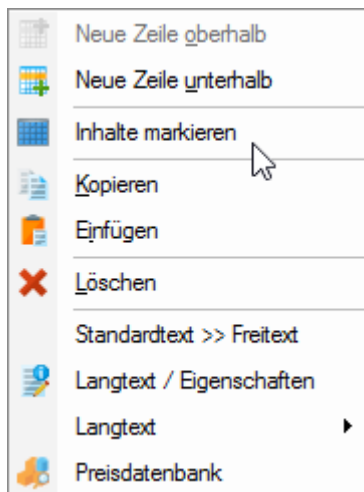 Neue Zeile oberhalb
Neue Zeile unterhalb
Inhalte markieren
Kopieren
Einfügen
Löschen
Standardtext >> Freitext
Langtext / Eigenschaften
Langtext
Preisdatenbank